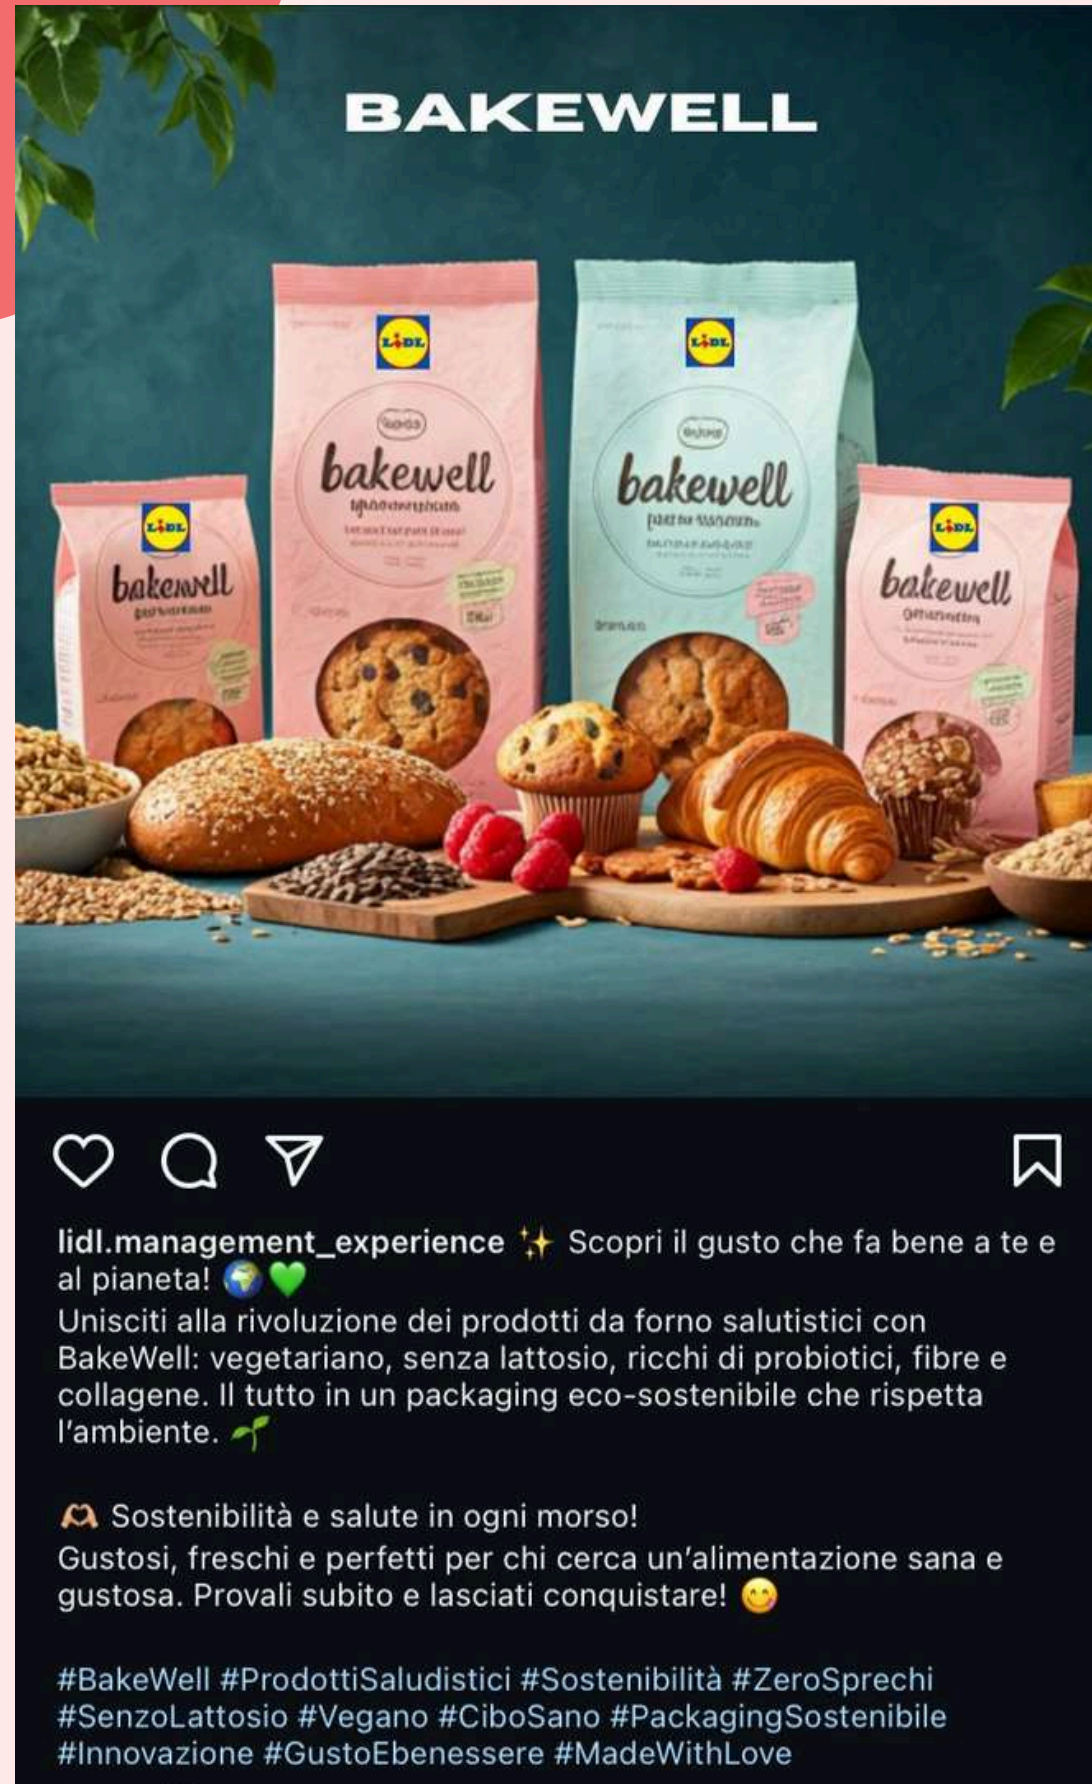 BAKEWELL
LIDL
LIDL
bakewell
bakewell
LIDL
LIDL
bakewell
bakewell
lidl.management_experience ✨ Scopri il gusto che fa bene a te e
al pianeta! 🌍💚
Unisciti alla rivoluzione dei prodotti da forno salutistici con
BakeWell: vegetariano, senza lattosio, ricchi di probiotici, fibre e
collagene. Il tutto in un packaging eco-sostenibile che rispetta
l'ambiente. 🌱
🫶🏼 Sostenibilità e salute in ogni morso!
Gustosi, freschi e perfetti per chi cerca un'alimentazione sana e
gustosa. Provali subito e lasciati conquistare! 😋
#BakeWell #ProdottiSaludistici #Sostenibilità #ZeroSprechi
#SenzoLattosio #Vegano #CiboSano #PackagingSostenibile
#Innovazione #GustoEbenessere #MadeWithLove